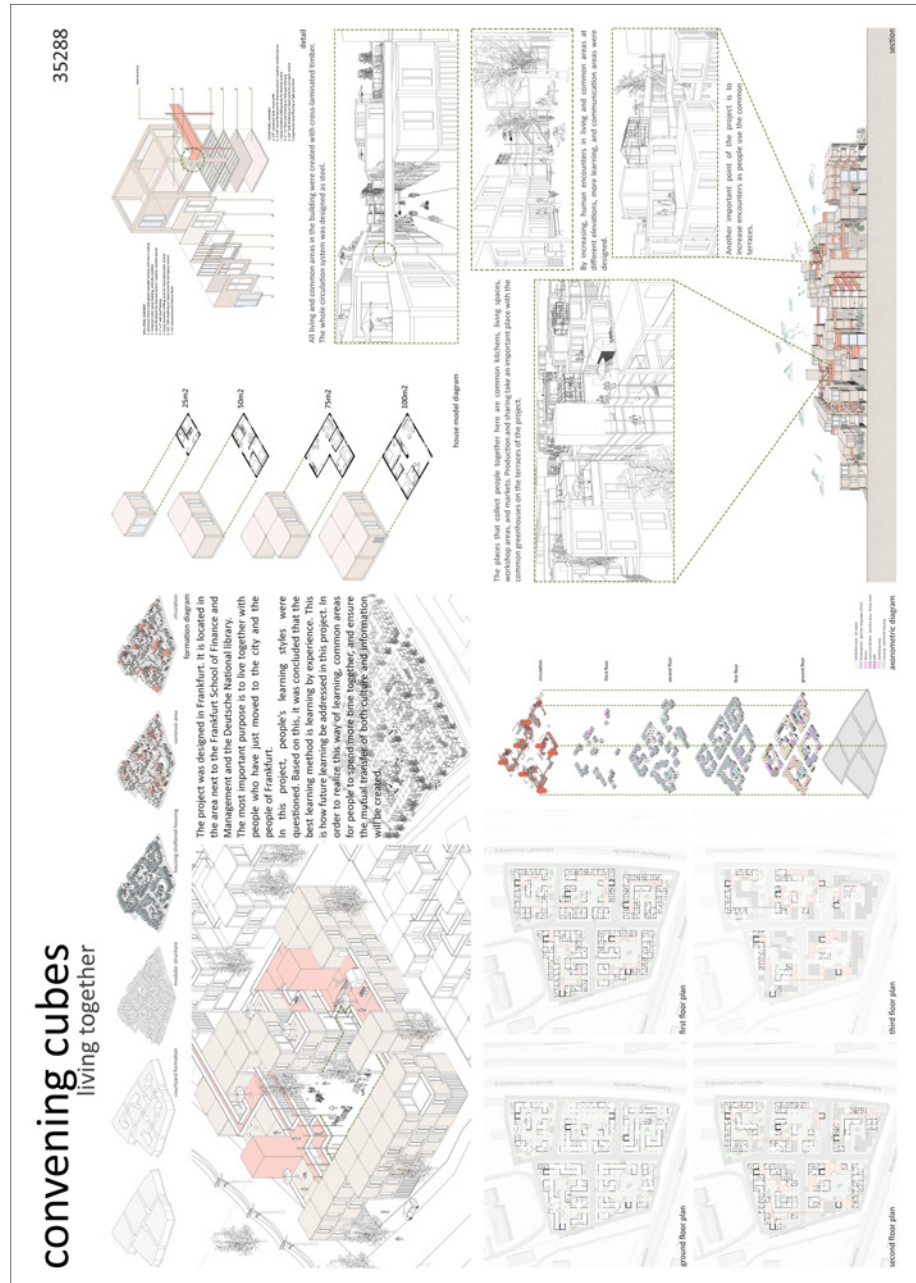 convening cubes
living together
35288
courtyard formation
modular structure
housing-sheltered housing
common area
circulation
formation diagram
The project was designed in Frankfurt. It is located in
the area next to the Frankfurt School of Finance and
Management and the Deutsche National library.
The most important purpose is to live together with
people who have just moved to the city and the
people of Frankfurt.
In this project, people's learning styles were
questioned. Based on this, it was concluded that the
best learning method is learning by experience. This
is how future learning be addressed in this project. In
order to realize this way of learning, common areas
for people to spend more time together, and ensure
the mutual transfer of both culture and information
will be created.
25m2
50m2
75m2
100m2
house model diagram
detail
All living and common areas in the building were created with cross-laminated timber.
The whole circulation system was designed as steel.
ground floor plan
first floor plan
second floor plan
third floor plan
circulation
third floor
second floor
ground floor
axonometric diagram
The places that collect people together here are common kitchens, living spaces,
workshop areas, and markets. Production and sharing take an important place with the
common greenhouses on the terraces of the project.
By increasing, human encounters in living and common areas at
different elevations, more learning, and communication areas were
designed.
Another important point of the project is to
increase encounters as people use the common
terraces.
section